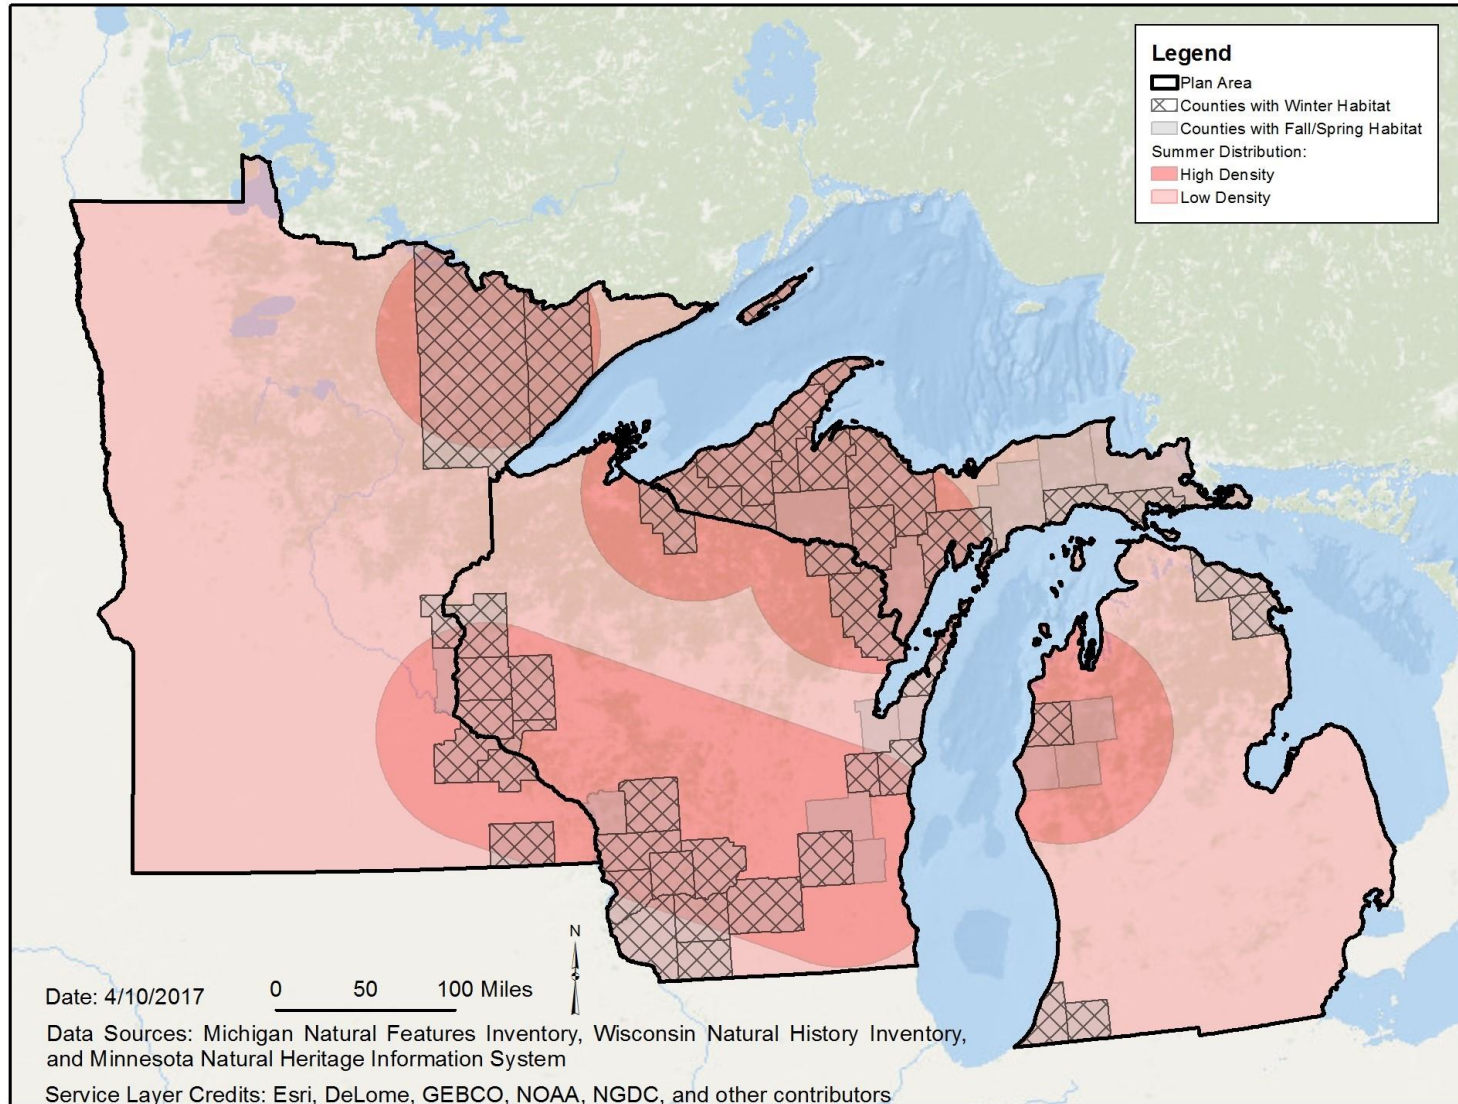 Legend
Plan Area
Counties with Winter Habitat
Counties with Fall/Spring Habitat
Summer Distribution:
High Density
Low Density
N
Date: 4/10/2017
0 50 100 Miles
Data Sources: Michigan Natural Features Inventory, Wisconsin Natural History Inventory,
and Minnesota Natural Heritage Information System
Service Layer Credits: Esri, DeLome, GEBCO, NOAA, NGDC, and other contributors